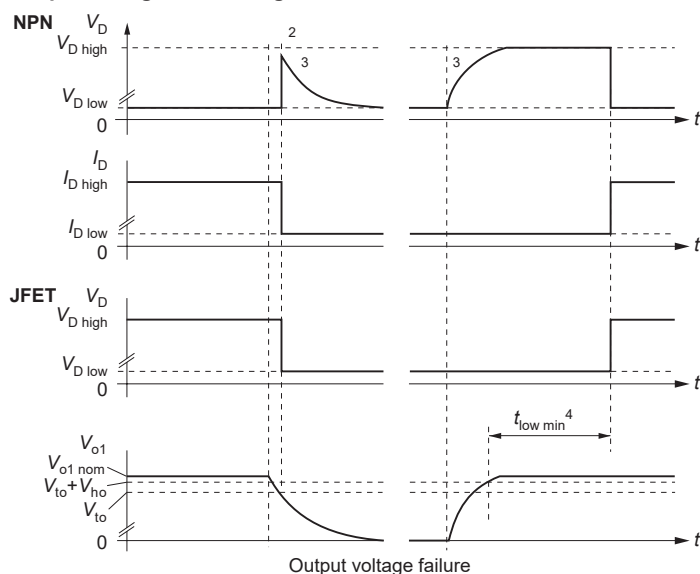 NPN V_D
2
V_D high
3
3
V_D low
0
t
I_D
I_D high
I_D low
0
t
JFET V_D
V_D high
V_D low
0
t
t_low min^4
V_o1
V_o1 nom
V_to+V_ho
V_to
0
t
Output voltage failure